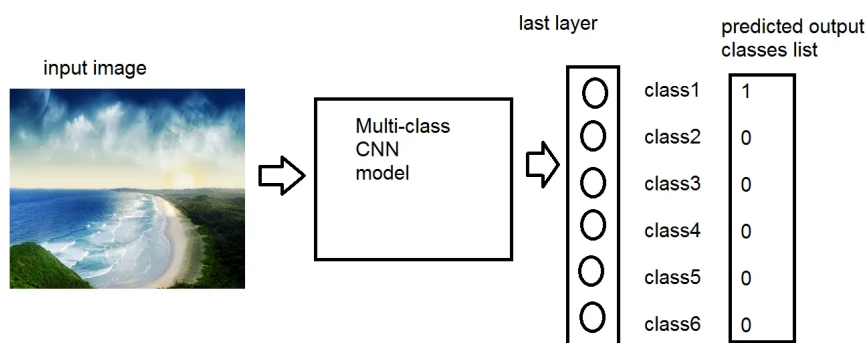 last layer
predicted output
classes list
input image
Multi-class
CNN
model
class1
1
class2
0
class3
0
class4
0
class5
0
class6
0